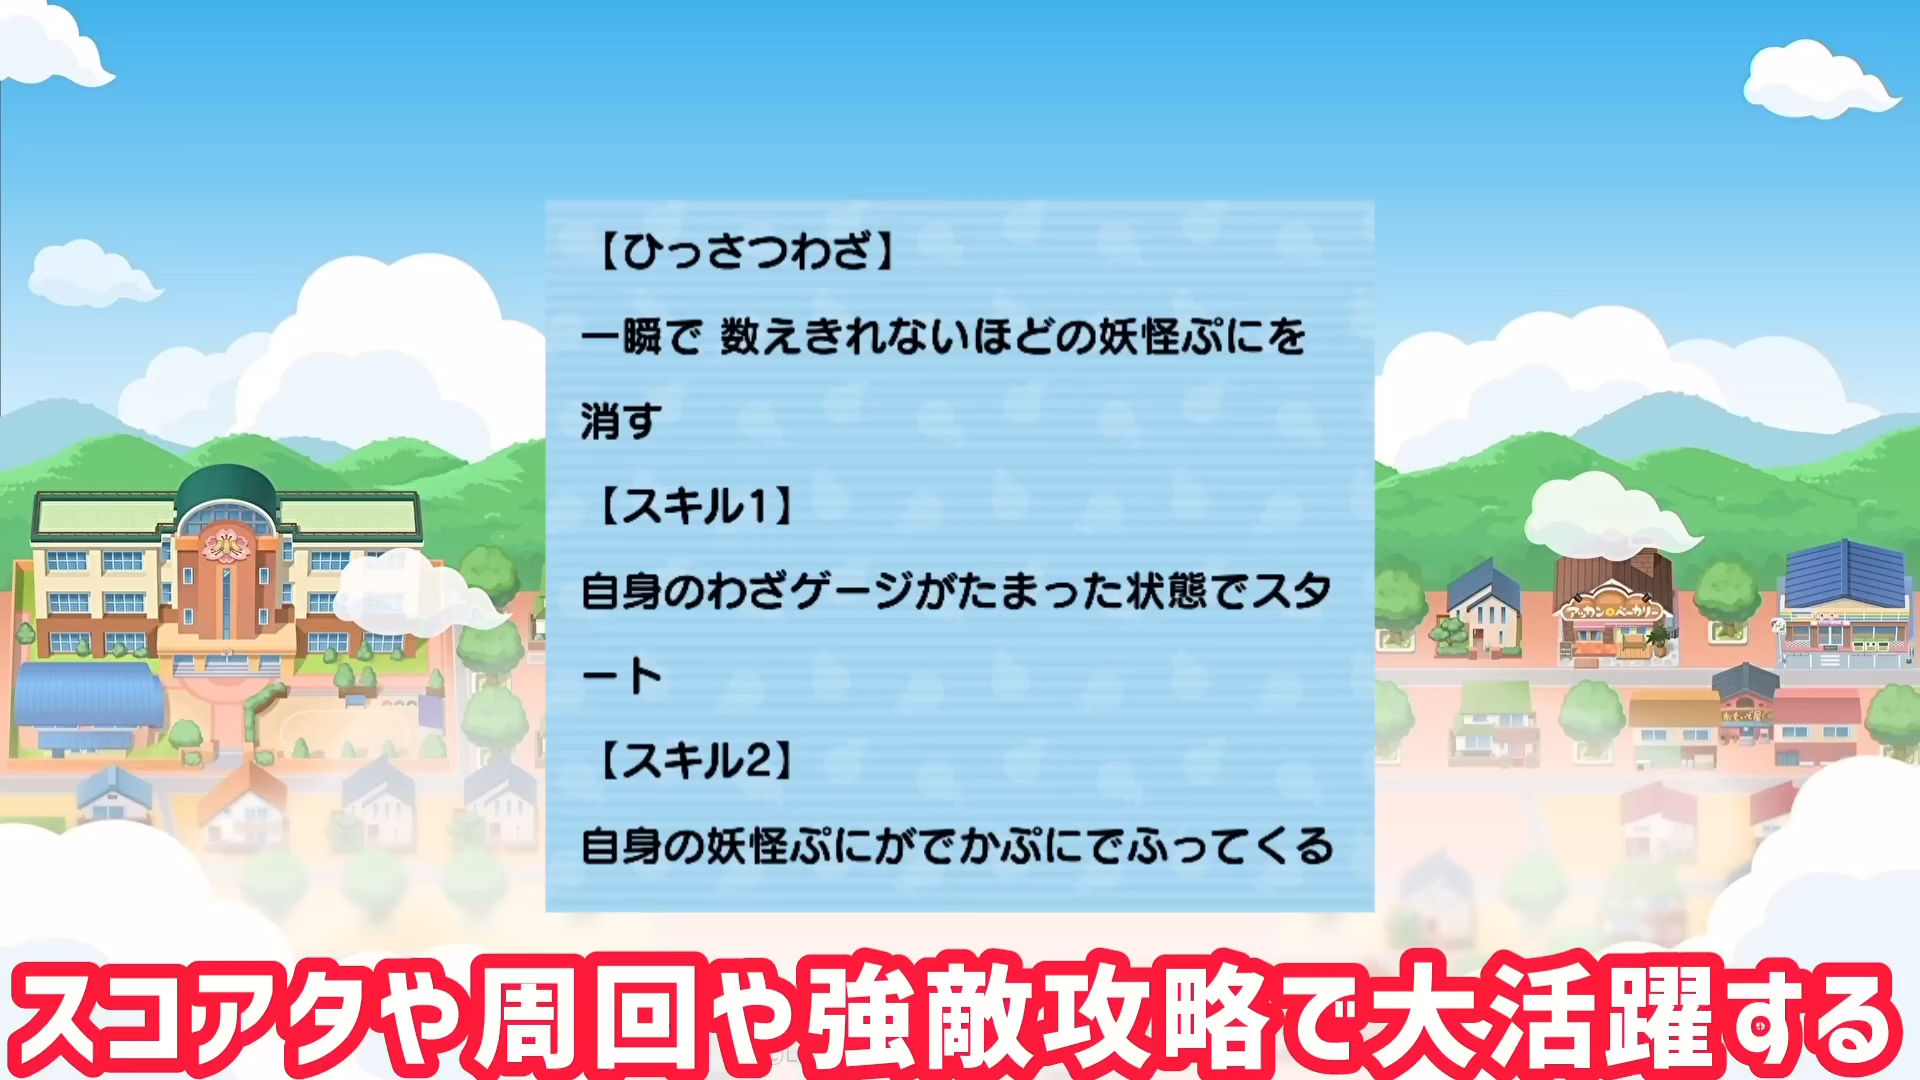 【ひっさつわざ】
一瞬で 数えきれないほどの妖怪ぷにを
消す
【スキル1】
自身のわざゲージがたまった状態でスタ
ート
【スキル2】
自身の妖怪ぷにがでかぷにでふってくる
スコアタや周回や強敵攻略で大活躍する